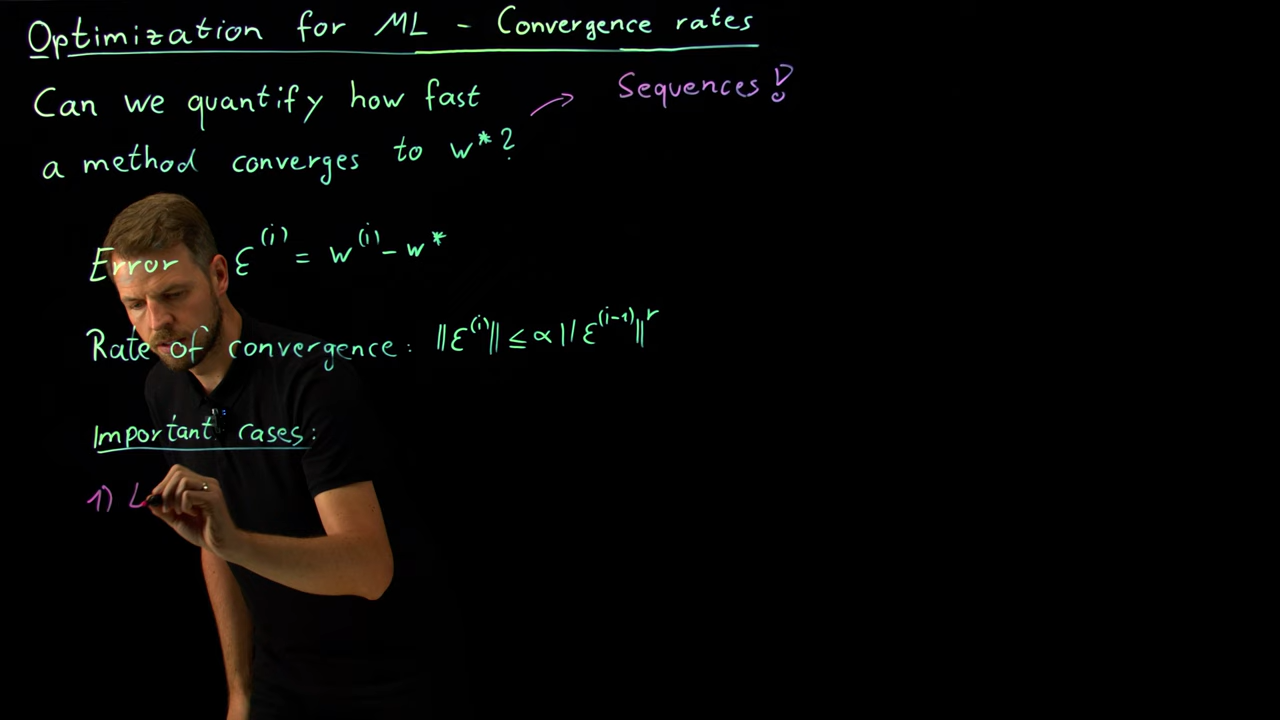 Optimization for ML - Convergence rates
Can we quantify how fast → Sequences!
a method converges to w*?
Error ε^(i) = w^(i) - w*
Rate of convergence: ||ε^(i)|| ≤ α ||ε^(i-1)||^r
Important cases:
1) L